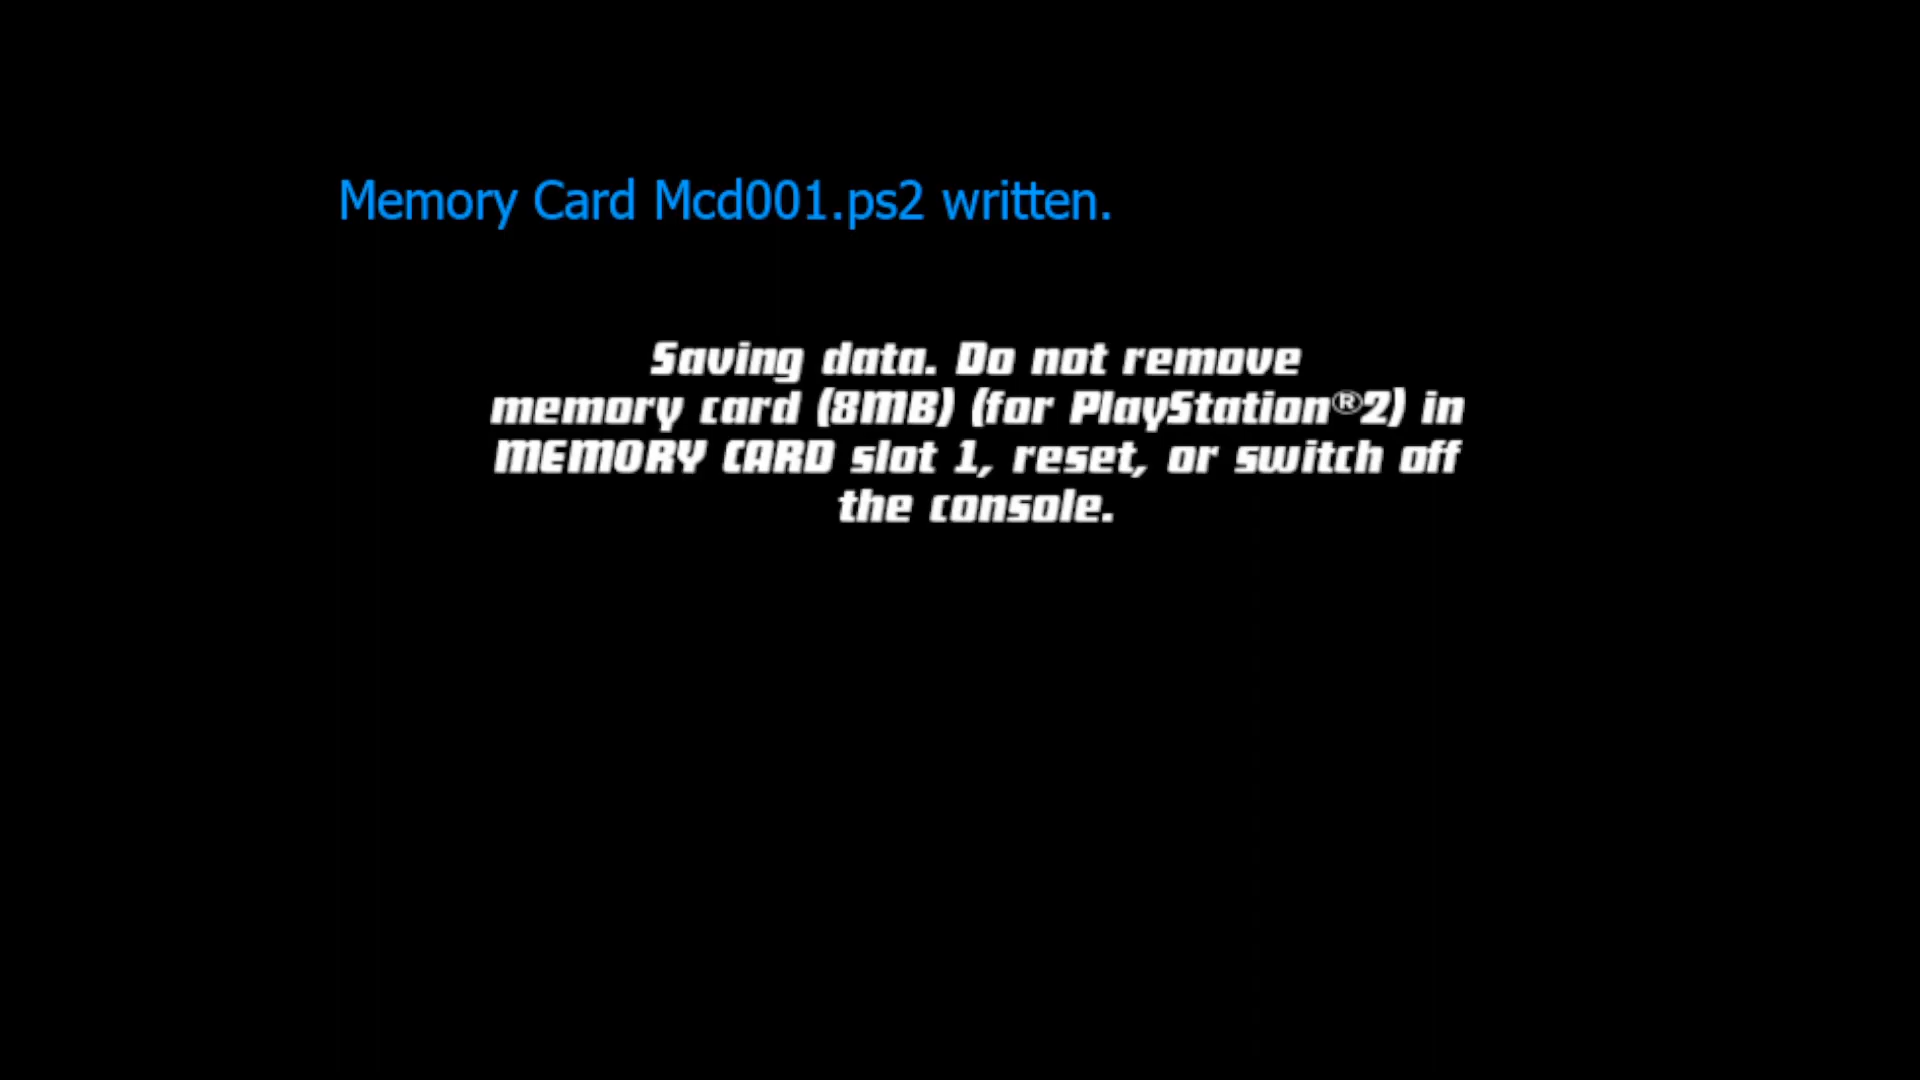 Memory Card Mcd001.ps2 written.
Saving data. Do not remove
memory card (8MB) (for PlayStation®2) in
MEMORY CARD slot 1, reset, or switch off
the console.